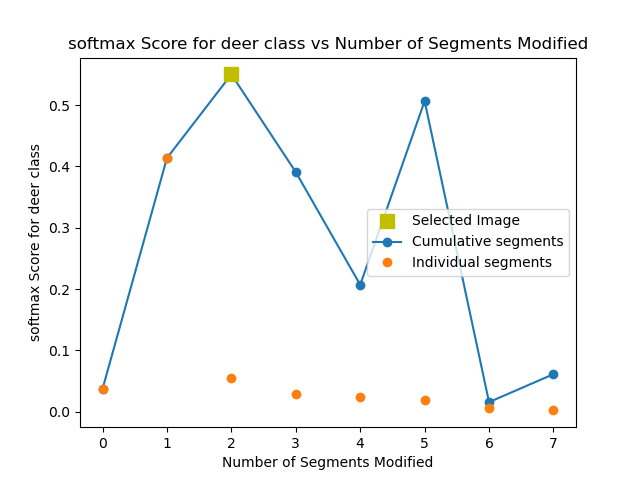 softmax Score for deer class vs Number of Segments Modified
softmax Score for deer class
0.5
0.4
0.3
0.2
0.1
0.0
Selected Image
Cumulative segments
Individual segments
0 1 2 3 4 5 6 7
Number of Segments Modified